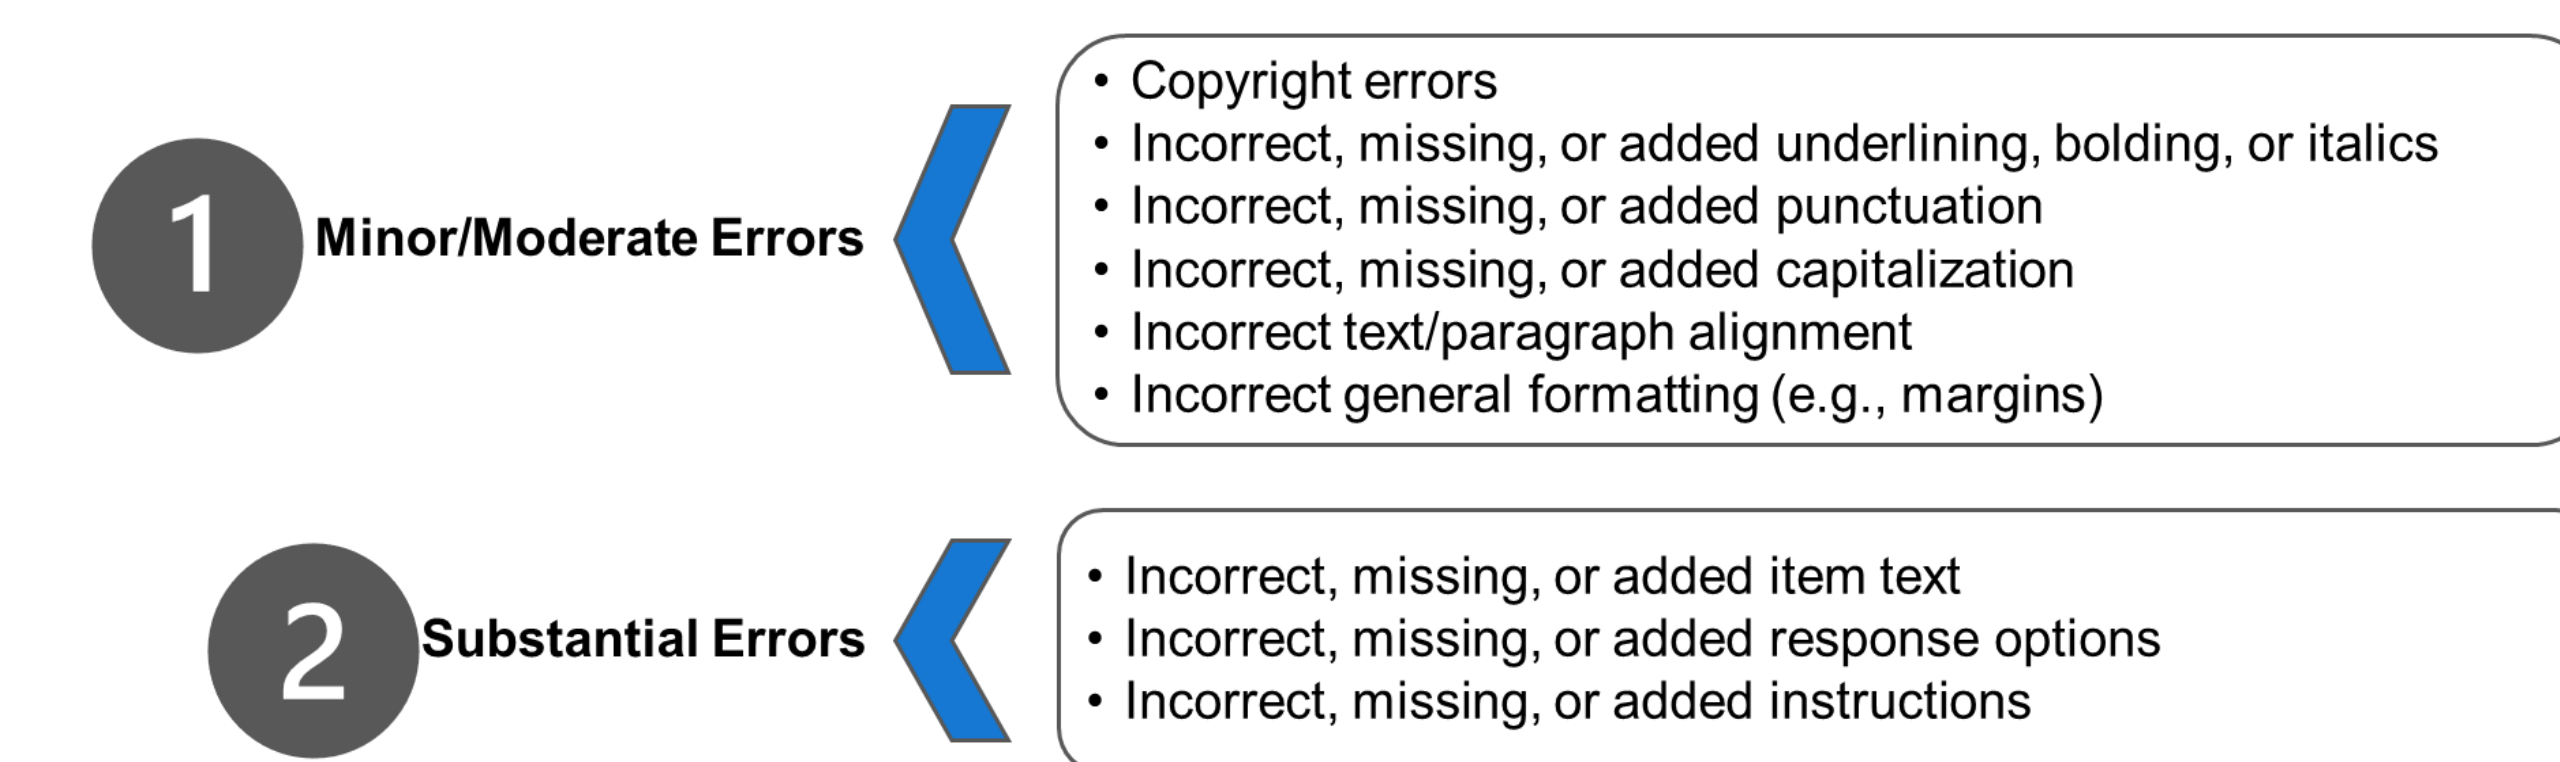 1
Minor/Moderate Errors
• Copyright errors
• Incorrect, missing, or added underlining, bolding, or italics
• Incorrect, missing, or added punctuation
• Incorrect, missing, or added capitalization
• Incorrect text/paragraph alignment
• Incorrect general formatting (e.g., margins)
2
Substantial Errors
• Incorrect, missing, or added item text
• Incorrect, missing, or added response options
• Incorrect, missing, or added instructions